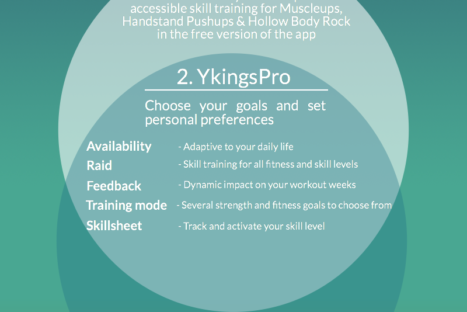 accessible skill training for Muscleups,
Handstand Pushups & Hollow Body Rock
in the free version of the app
2. YkingsPro
Choose your goals and set
personal preferences
Availability - Adaptive to your daily life
Raid - Skill training for all fitness and skill levels
Feedback - Dynamic impact on your workout weeks
Training mode - Several strength and fitness goals to choose from
Skillsheet - Track and activate your skill level